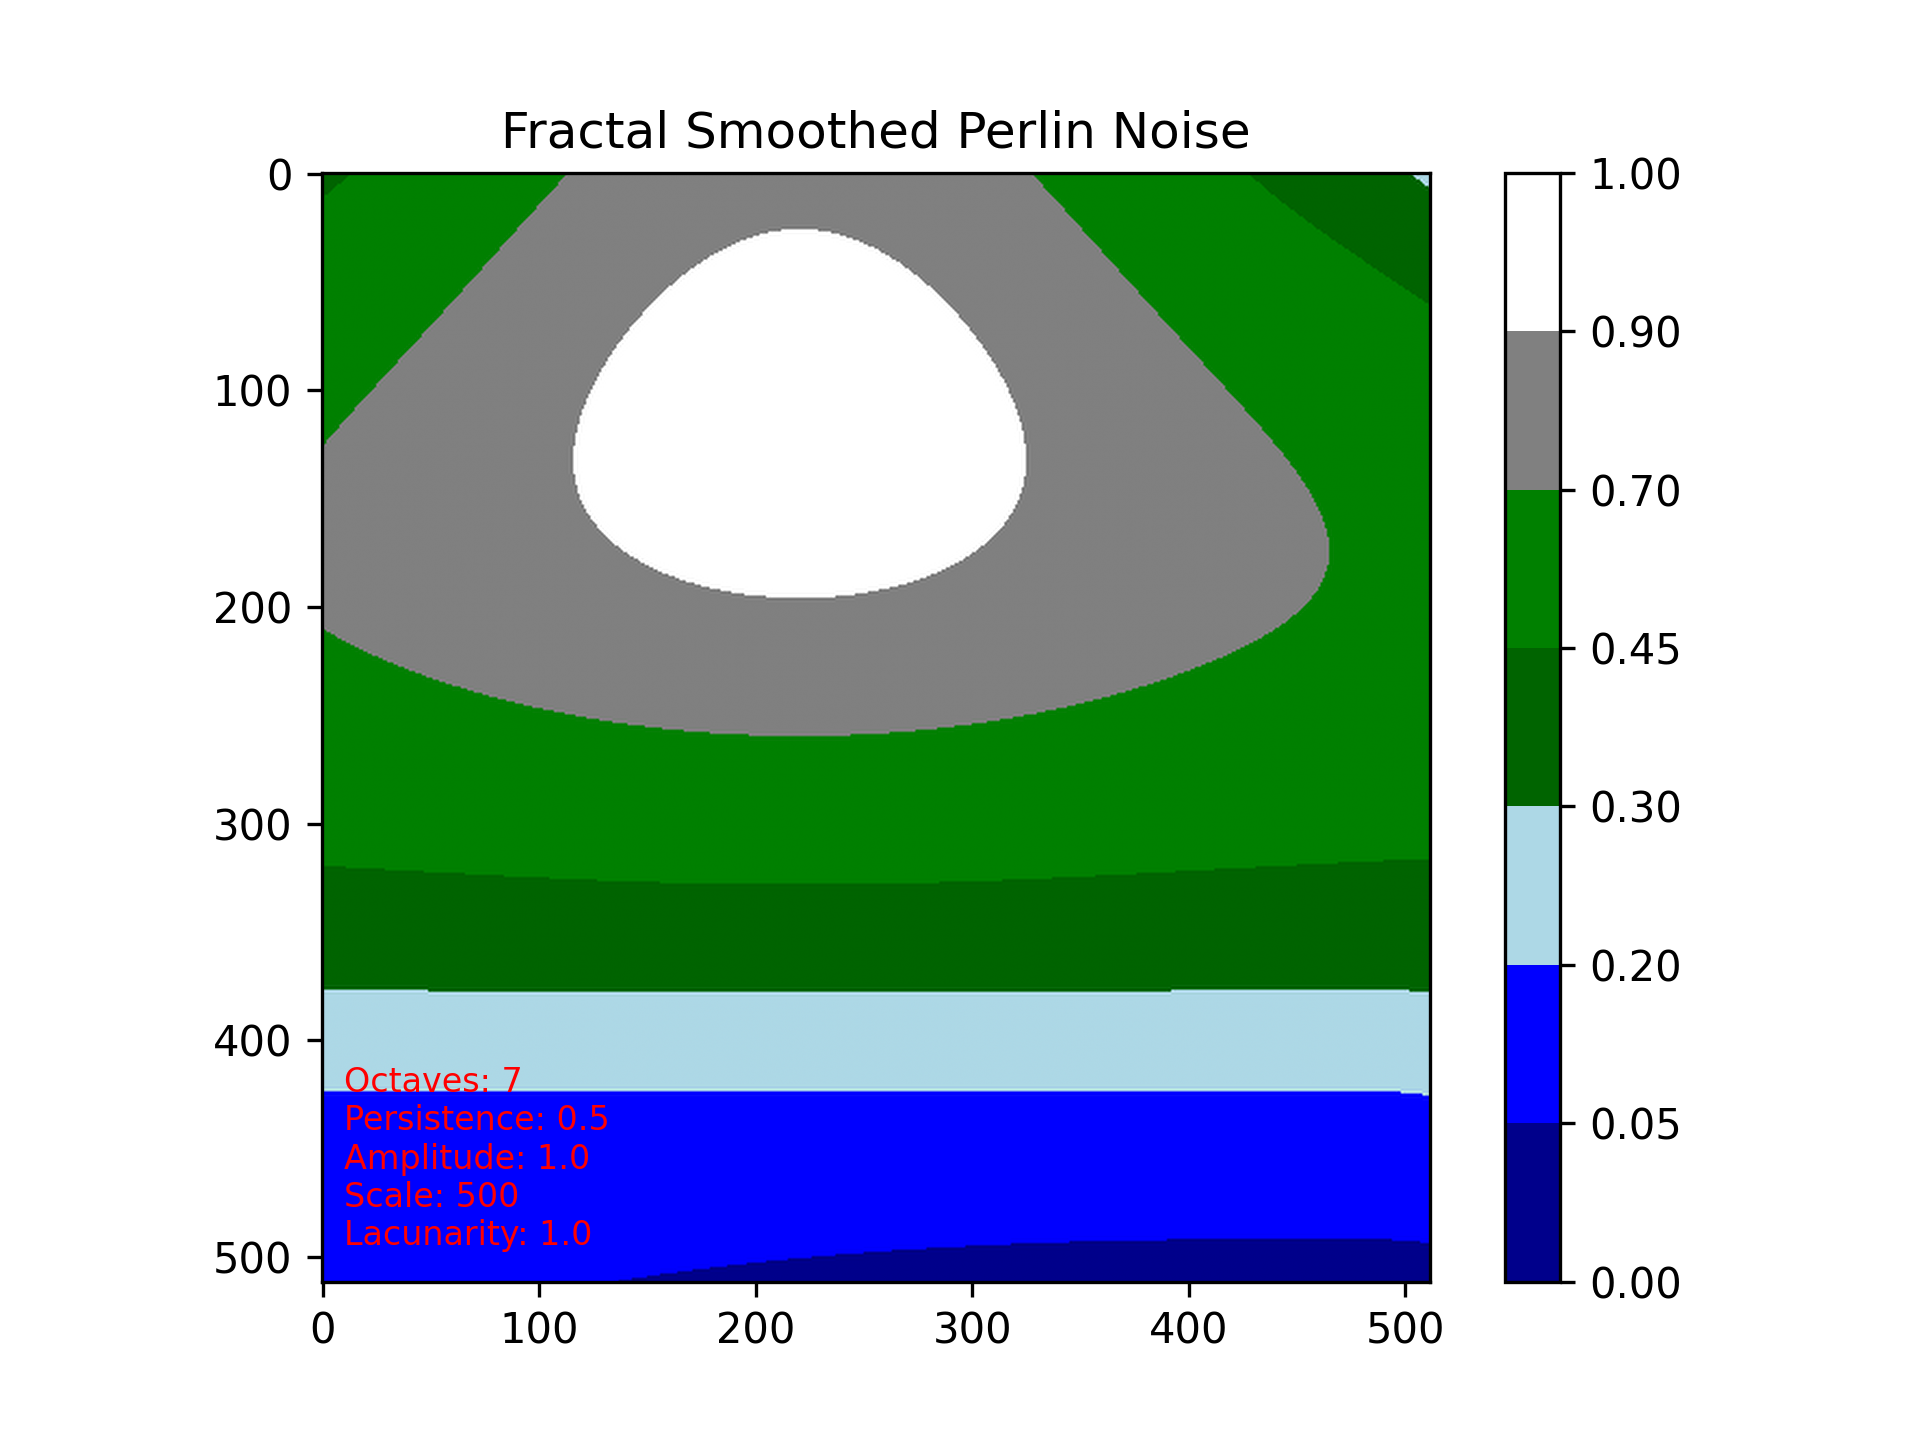 Fractal Smoothed Perlin Noise
0
100
200
300
400
500
0 100 200 300 400 500
Octaves: 7
Persistence: 0.5
Amplitude: 1.0
Scale: 500
Lacunarity: 1.0
1.00
0.90
0.70
0.45
0.30
0.20
0.05
0.00